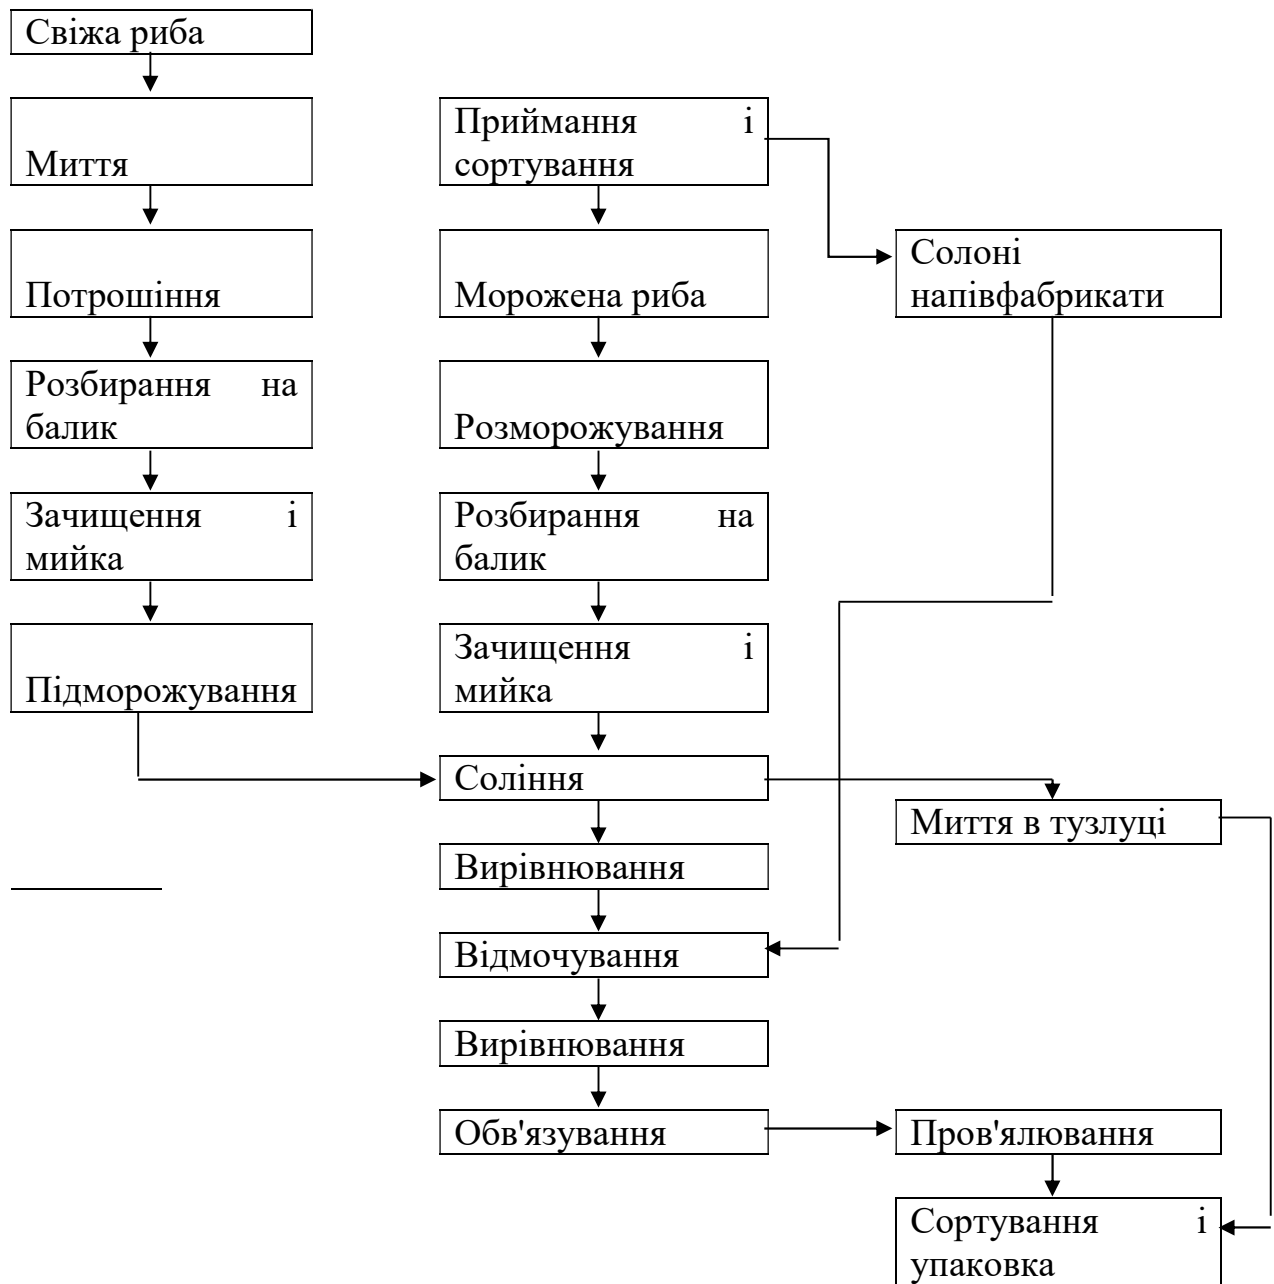 Свіжа риба
Миття
Потрошіння
Розбирання на
балик
Зачищення і
мийка
Підморожування
Приймання і
сортування
Морожена риба
Розморожування
Розбирання на
балик
Зачищення і
мийка
Соління
Вирівнювання
Відмочування
Вирівнювання
Обв'язування
Солоні
напівфабрикати
Миття в тузлуці
Пров'ялювання
Сортування і
упаковка